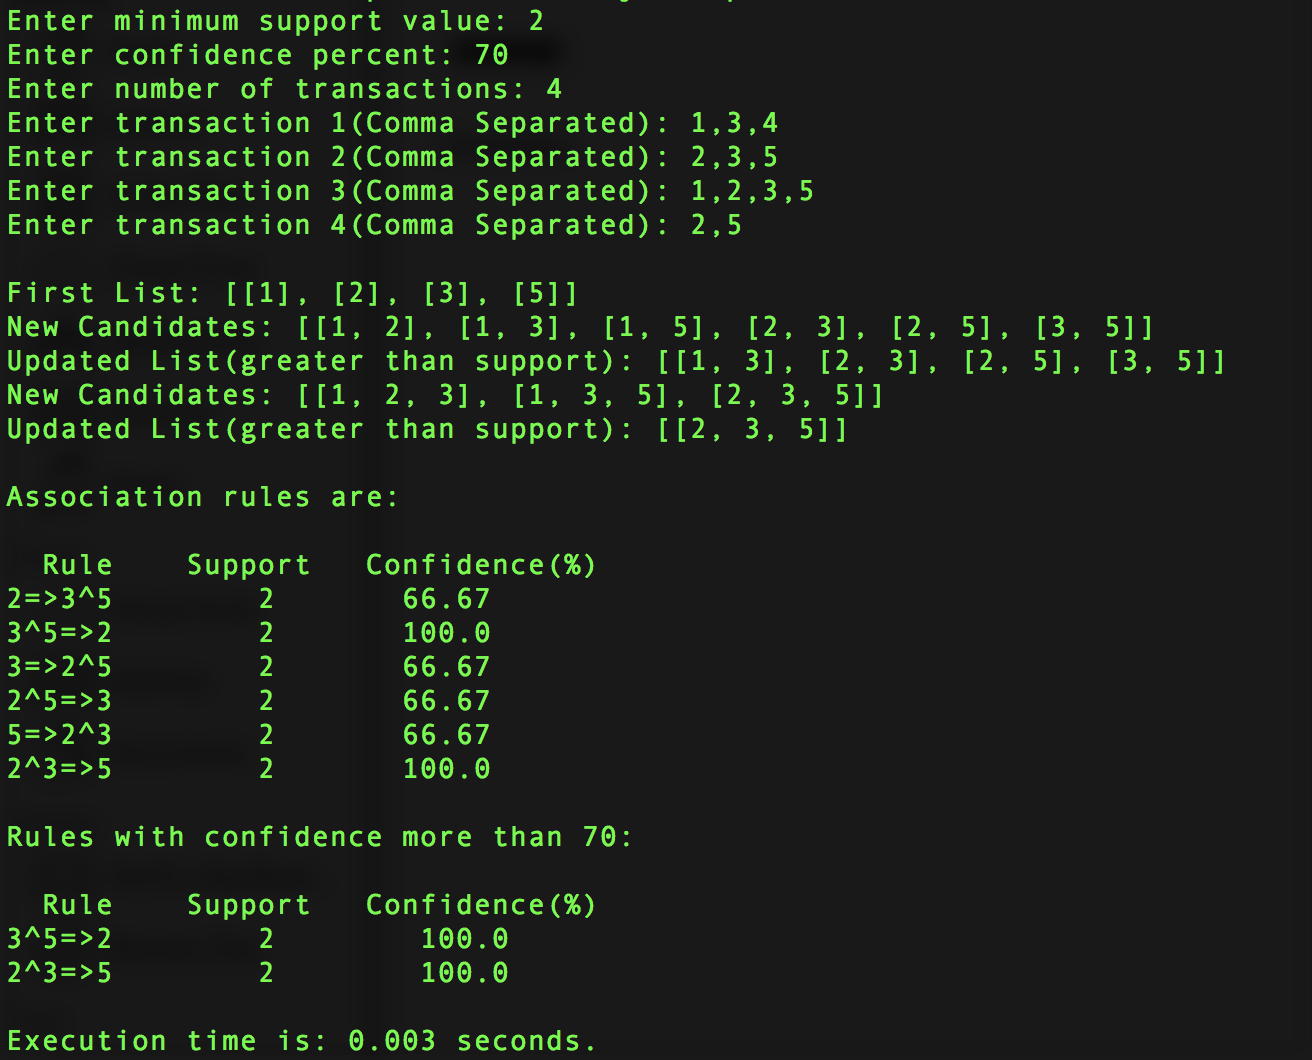 Enter minimum support value: 2
Enter confidence percent: 70
Enter number of transactions: 4
Enter transaction 1(Comma Separated): 1,3,4
Enter transaction 2(Comma Separated): 2,3,5
Enter transaction 3(Comma Separated): 1,2,3,5
Enter transaction 4(Comma Separated): 2,5
First List: [[1], [2], [3], [5]]
New Candidates: [[1, 2], [1, 3], [1, 5], [2, 3], [2, 5], [3, 5]]
Updated List(greater than support): [[1, 3], [2, 3], [2, 5], [3, 5]]
New Candidates: [[1, 2, 3], [1, 3, 5], [2, 3, 5]]
Updated List(greater than support): [[2, 3, 5]]
Association rules are:
Rule Support Confidence(%)
2=>3^5 2 66.67
3^5=>2 2 100.0
3=>2^5 2 66.67
2^5=>3 2 66.67
5=>2^3 2 66.67
2^3=>5 2 100.0
Rules with confidence more than 70:
Rule Support Confidence(%)
3^5=>2 2 100.0
2^3=>5 2 100.0
Execution time is: 0.003 seconds.